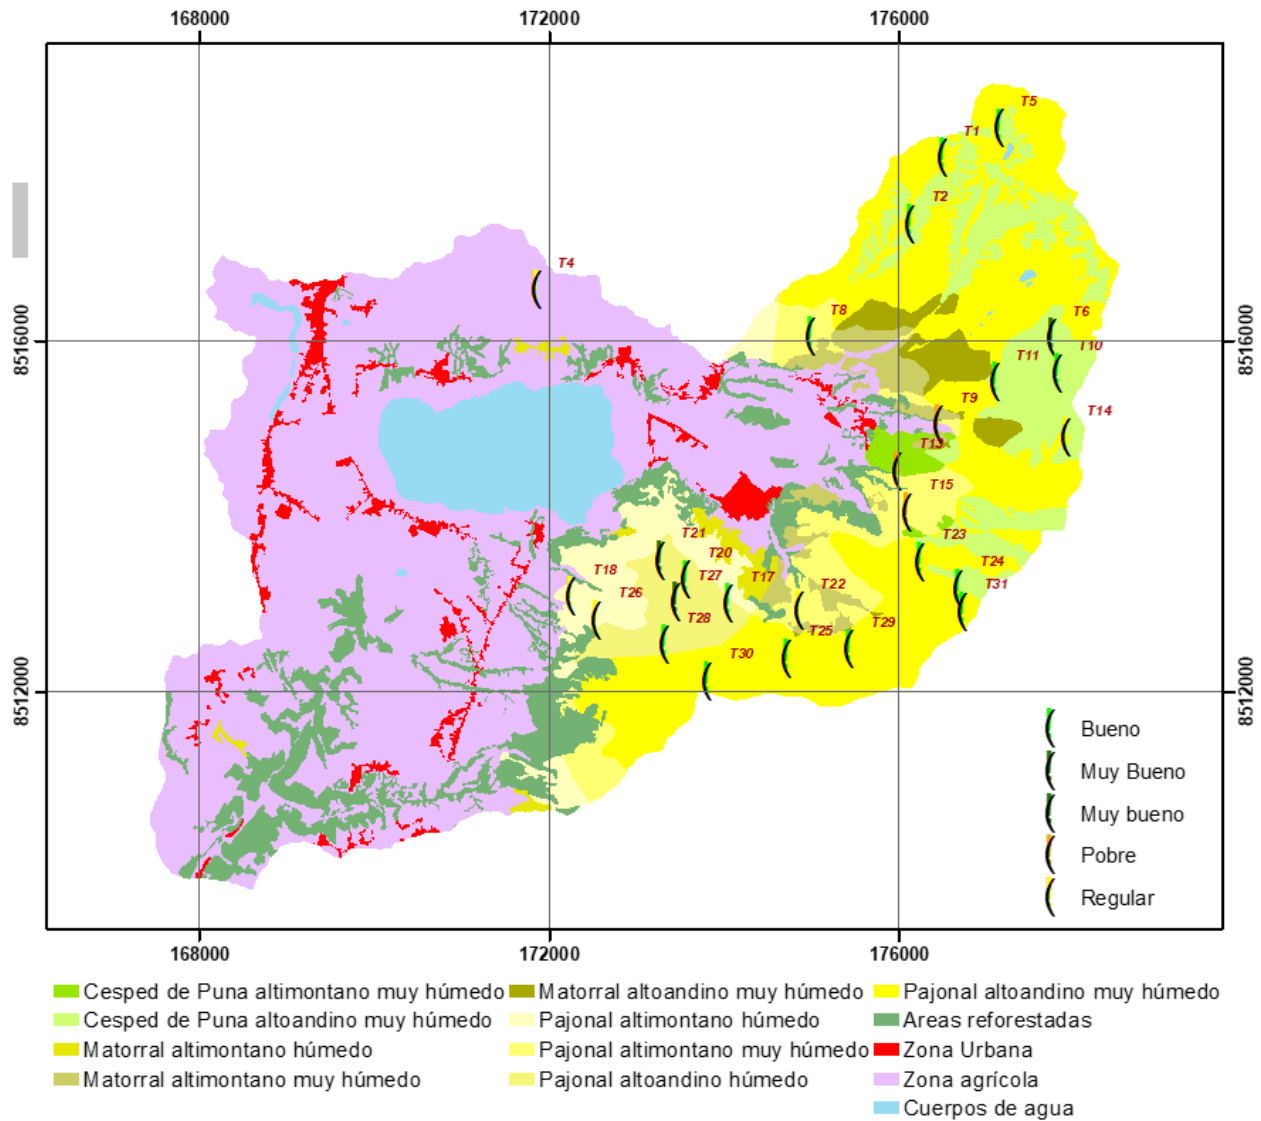 168000 172000 176000
T5
T1
T2
T4
T8
T6
8516000 8516000
T11 T10
T9
T14
T13
T15
T21 T23
T20
T18 T27 T17 T22 T24
T26 T31
T28 T25 T29
T30
8512000 8512000
Bueno
Muy Bueno
Muy bueno
Pobre
Regular
168000 172000 176000
Cesped de Puna altimontano muy húmedo Matorral altoandino muy húmedo Pajonal altoandino muy húmedo
Cesped de Puna altoandino muy húmedo Pajonal altimontano húmedo Areas reforestadas
Matorral altimontano húmedo Pajonal altimontano muy húmedo Zona Urbana
Matorral altimontano muy húmedo Pajonal altoandino húmedo Zona agrícola
Cuerpos de agua